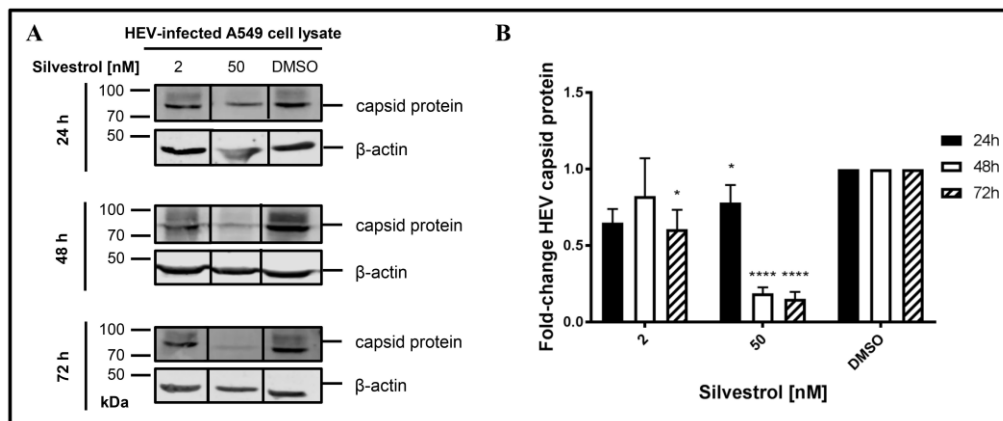 A
HEV-infected A549 cell lysate
Silvestrol [nM] 2 50 DMSO
24 h
100
70
50
capsid protein
β-actin
48 h
100
70
50
capsid protein
β-actin
72 h
100
70
50
kDa
capsid protein
β-actin
B
Fold-change HEV capsid protein
1.5
1.0
0.5
0.0
*
*
**** ****
24h
48h
72h
2 50 DMSO
Silvestrol [nM]